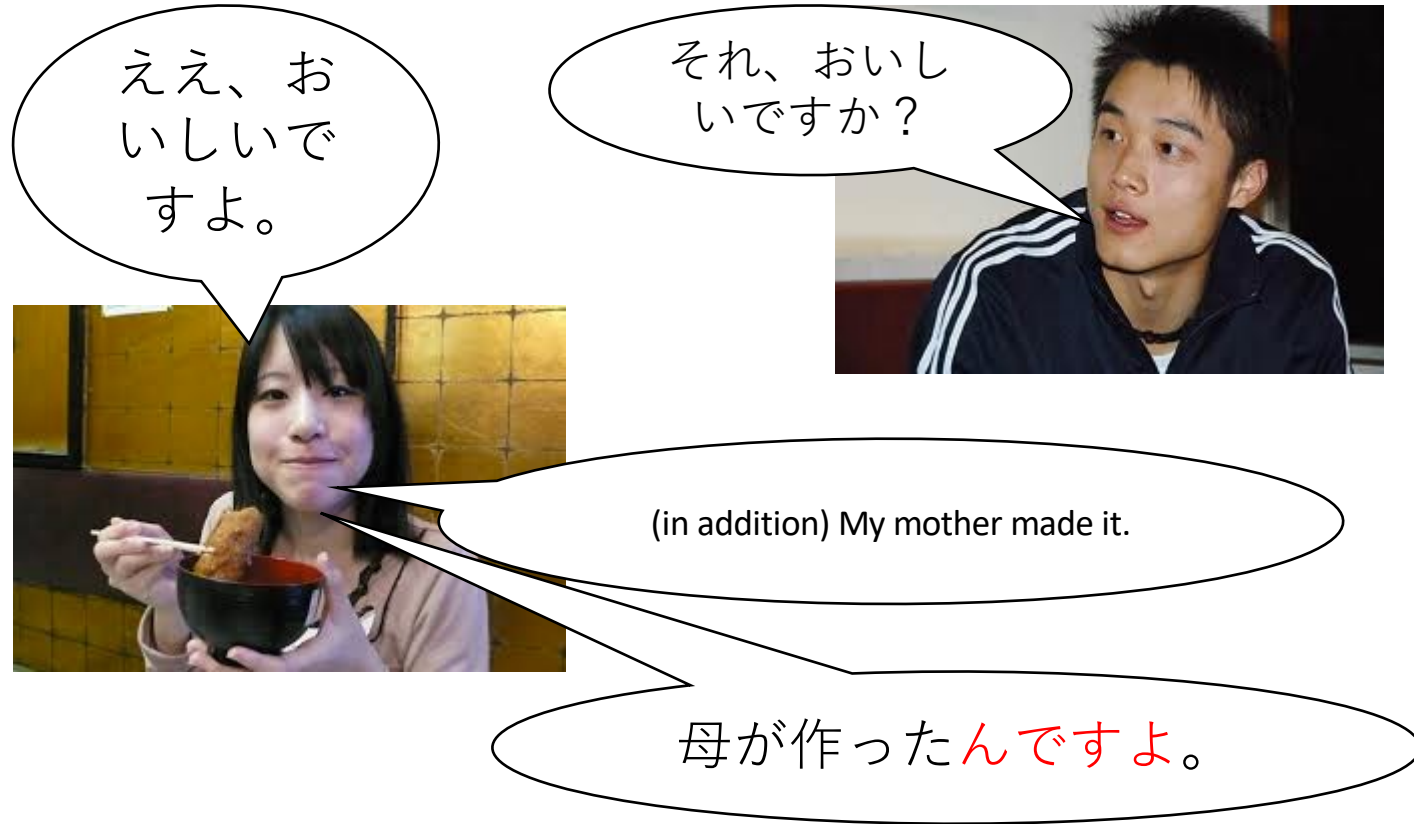 ええ、お
いしいで
すよ。
それ、おいし
いですか？
(in addition) My mother made it.
母が作ったんですよ。